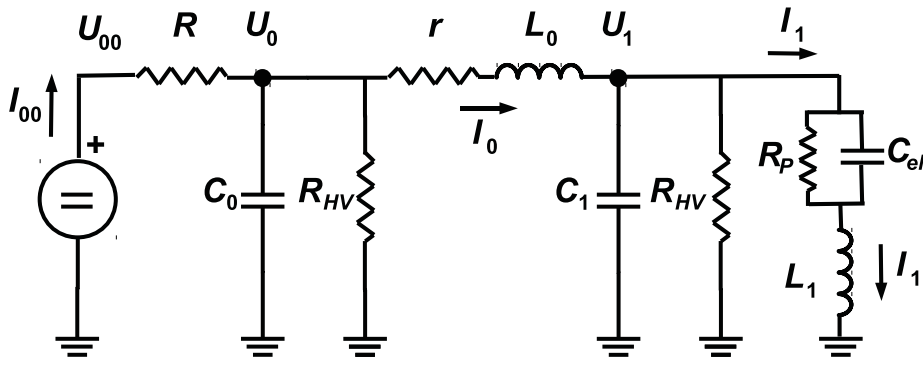 U00 R U0 r L0 U1 I1
I00 I0
+
C0 RHV C1 RHV RP Cel
L1 I1